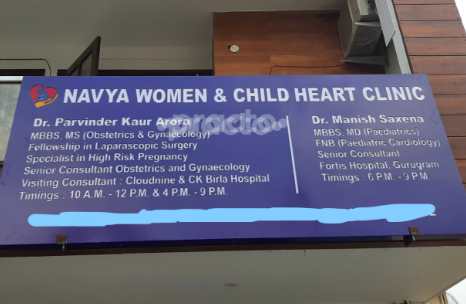 NAVYA WOMEN & CHILD HEART CLINIC
Dr. Parvinder Kaur Arora
MBBS, MS (Obstetrics & Gynaecology)
Fellowship in Laparascopic Surgery
Specialist in High Risk Pregnancy
Senior Consultant Obstetrics and Gynaecology
Visiting Consultant : Cloudnine & CK Birla Hospital
Timings : 10 A.M. - 12 P.M. & 4 P.M. - 9 P.M.
Dr. Manish Saxena
MBBS, MD (Paediatrics)
FNB (Paediatric Cardiology)
Senior Consultant
Fortis Hospital, Gurugram
Timings : 6 P.M. - 9 P.M.
practo